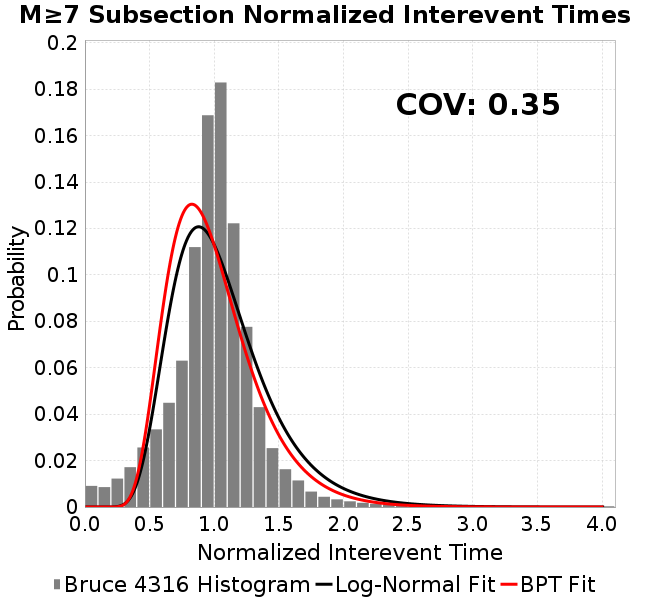 M≥7 Subsection Normalized Interevent Times
COV: 0.35
Probability
0.2
0.18
0.16
0.14
0.12
0.1
0.08
0.06
0.04
0.02
0
0.0 0.5 1.0 1.5 2.0 2.5 3.0 3.5 4.0
Normalized Interevent Time
Bruce 4316 Histogram Log-Normal Fit BPT Fit